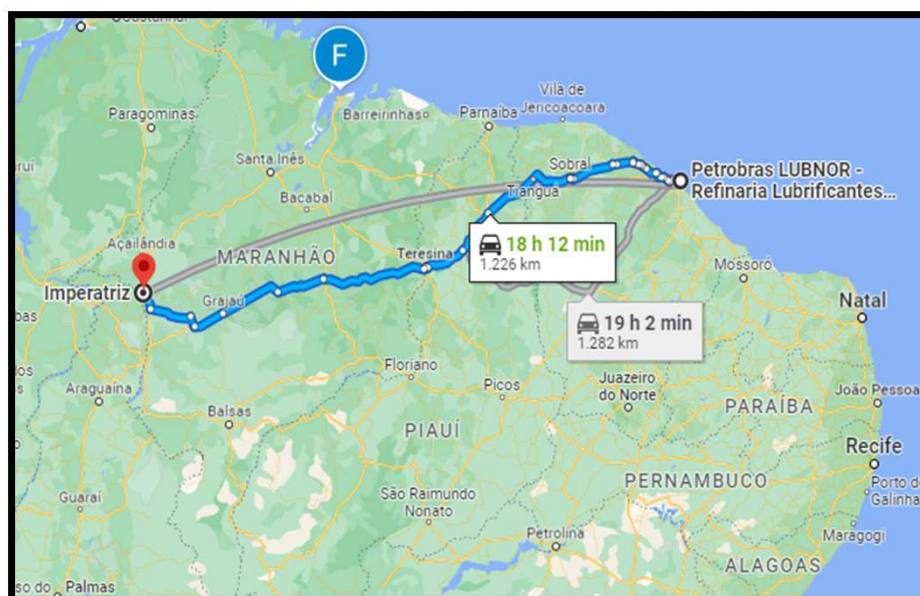 F
Paragominas
Barreirinhas
Parnaíba
Vila de
Jericoacoara
Santa Inês
Bacabal
Sobral
Tianguá
Petrobras LUBNOR -
Refinaria Lubrificantes...
Açailândia
MARANHÃO
Teresina
18 h 12 min
1.226 km
Imperatriz
Grajaú
Mossoró
Natal
19 h 2 min
1.282 km
Floriano
Picos
Juazeiro
do Norte
João Pessoa
Araguaína
Balsas
PARAÍBA
PIAUÍ
Recife
PERNAMBUCO
Porto de
Galinha
Guaraí
São Raimundo
Nonato
Maragogi
Petrolina
ALAGOAS
so do
Palmas